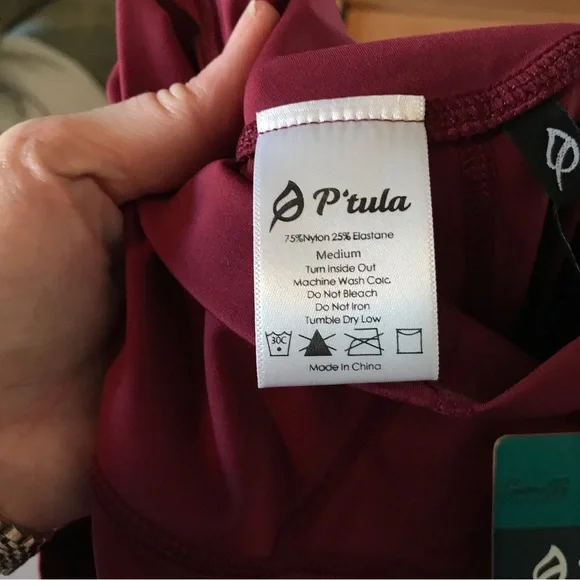 P'tula
75%Nylon 25% Elastane
Medium
Turn Inside Out
Machine Wash Cold
Do Not Bleach
Do Not Iron
Tumble Dry Low
30C
Made In China